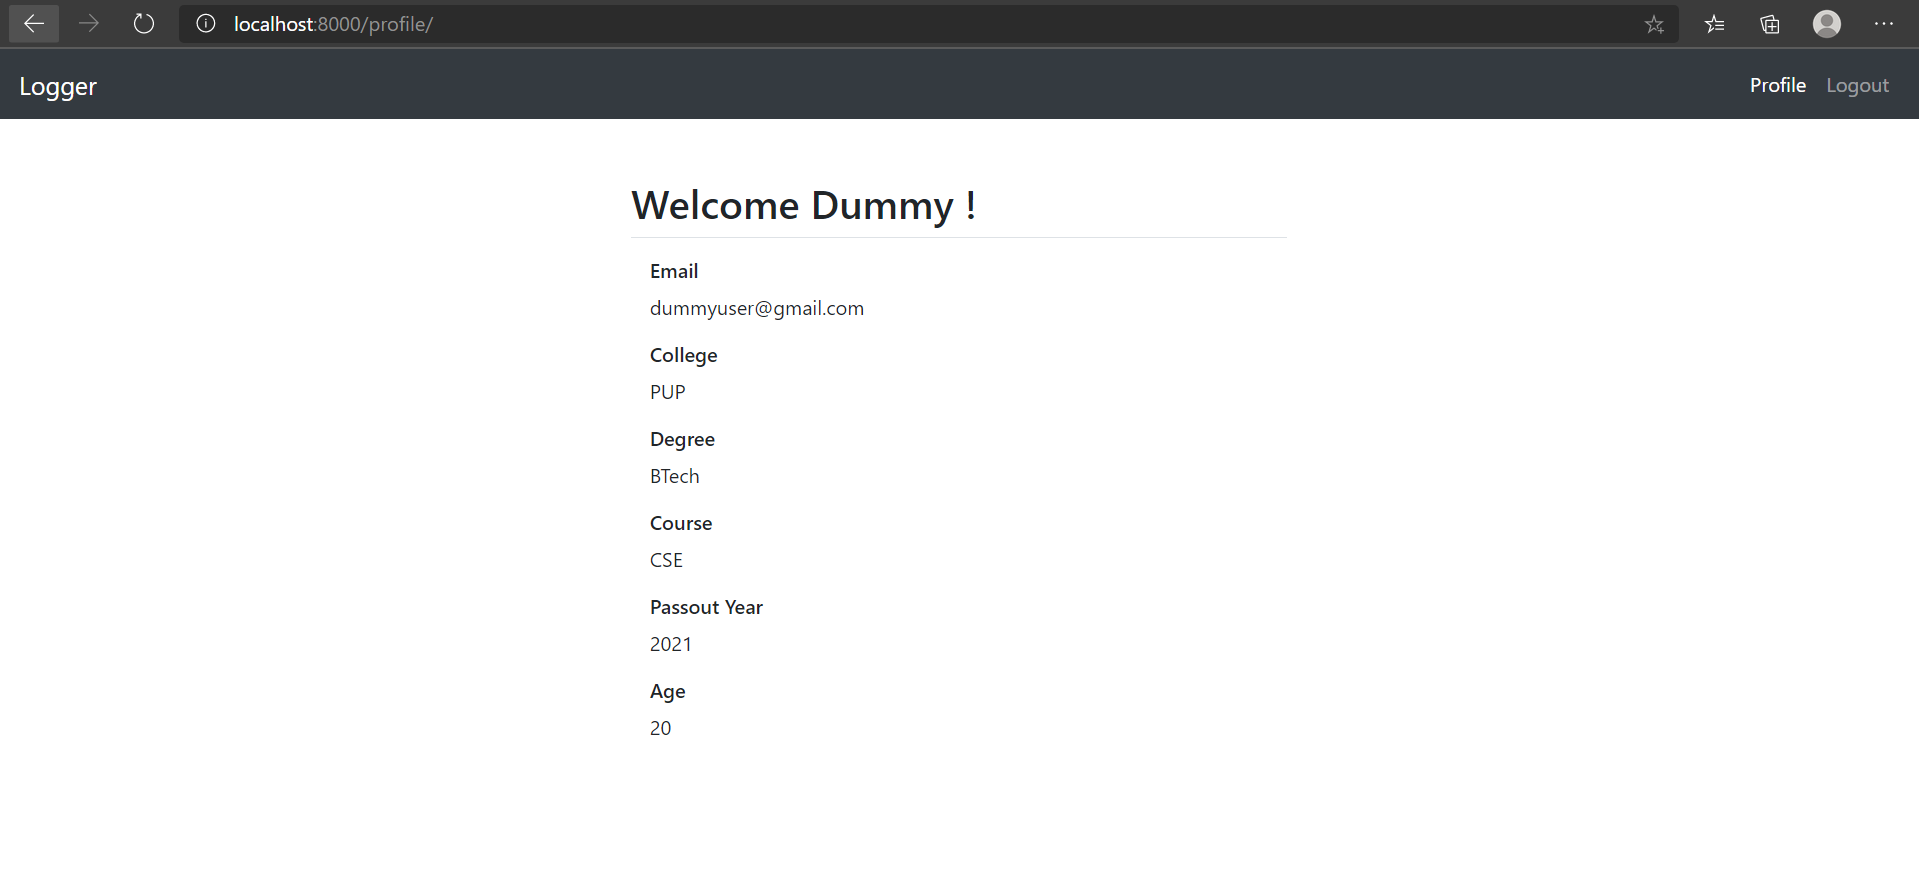 localhost:8000/profile/
Logger
Profile Logout
Welcome Dummy !
Email
dummyuser@gmail.com
College
PUP
Degree
BTech
Course
CSE
Passout Year
2021
Age
20